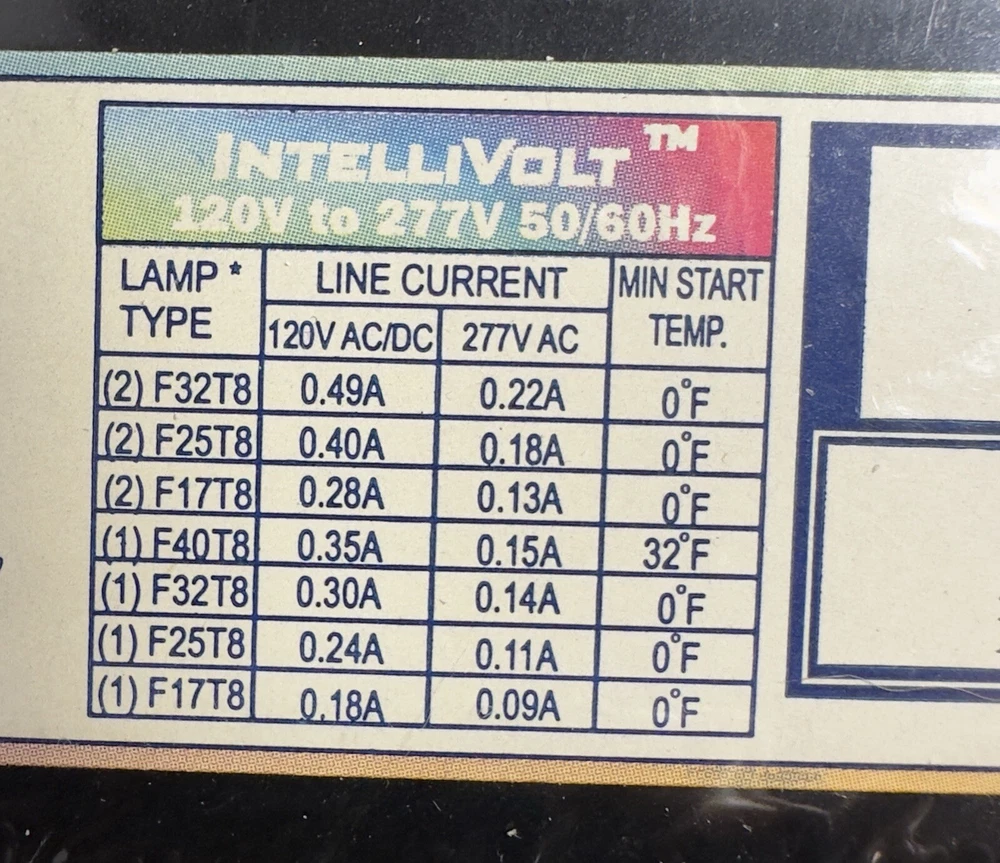 INTELLIVOLT™
120V to 277V 50/60Hz
LAMP * LINE CURRENT MIN START
TYPE 120V AC/DC 277V AC TEMP.
(2) F32T8 0.49A 0.22A 0°F
(2) F25T8 0.40A 0.18A 0°F
(2) F17T8 0.28A 0.13A 0°F
(1) F40T8 0.35A 0.15A 32°F
(1) F32T8 0.30A 0.14A 0°F
(1) F25T8 0.24A 0.11A 0°F
(1) F17T8 0.18A 0.09A 0°F